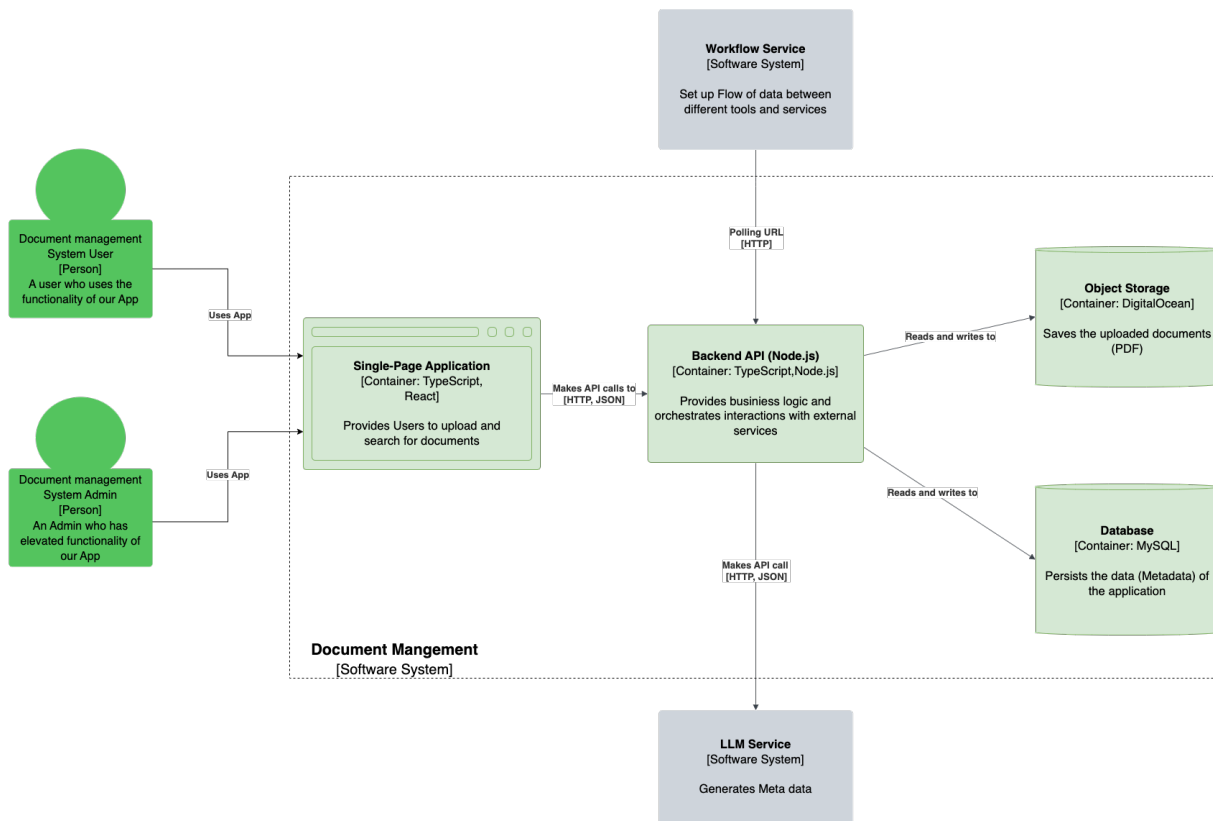 Workflow Service
[Software System]
Set up Flow of data between
different tools and services
Document management
System User
[Person]
A user who uses the
functionality of our App
Uses App
Polling URL
[HTTP]
Object Storage
[Container: DigitalOcean]
Saves the uploaded documents
(PDF)
Reads and writes to
Single-Page Application
[Container: TypeScript,
React]
Provides Users to upload and
search for documents
Makes API calls to
[HTTP, JSON]
Backend API (Node.js)
[Container: TypeScript,Node.js]
Provides businiess logic and
orchestrates interactions with external
services
Document management
System Admin
[Person]
An Admin who has
elevated functionality of
our App
Uses App
Reads and writes to
Database
[Container: MySQL]
Persists the data (Metadata) of
the application
Makes API call
[HTTP, JSON]
Document Mangement
[Software System]
LLM Service
[Software System]
Generates Meta data